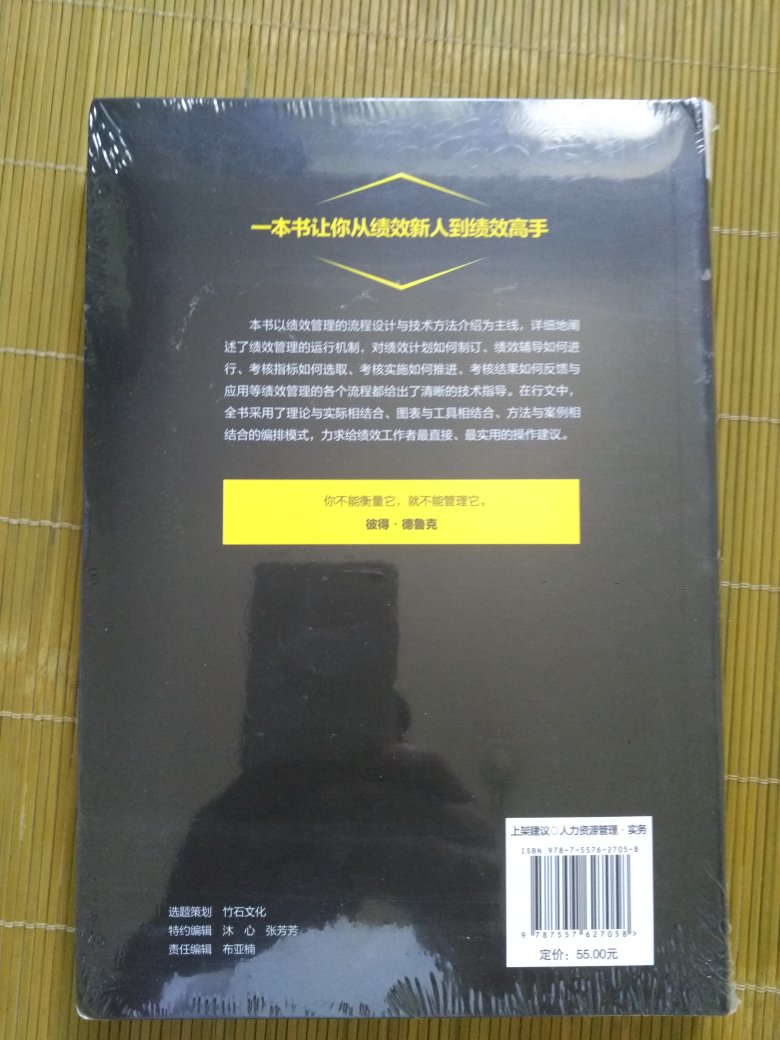 一本书让你从绩效新人到绩效高手
本书以绩效管理的流程设计与技术方法介绍为主线，详细地阐
述了绩效管理的运行机制，对绩效计划如何制订、绩效辅导如何进
行、考核指标如何选取、考核实施如何推进、考核结果如何反馈与
应用等绩效管理的各个流程都给出了清晰的技术指导。在行文中，
全书采用了理论与实际相结合、图表与工具相结合、方法与案例相
结合的编排模式，力求给绩效工作者最直接、最实用的操作建议。
你不能衡量它，就不能管理它。
彼得·德鲁克
选题策划 竹石文化
特约编辑 沐 心 张芳芳
责任编辑 布亚楠
上架建议○人力资源管理·实务
ISBN 978-7-5576-2705-8
9 787557 627058 >
定价：55.00元